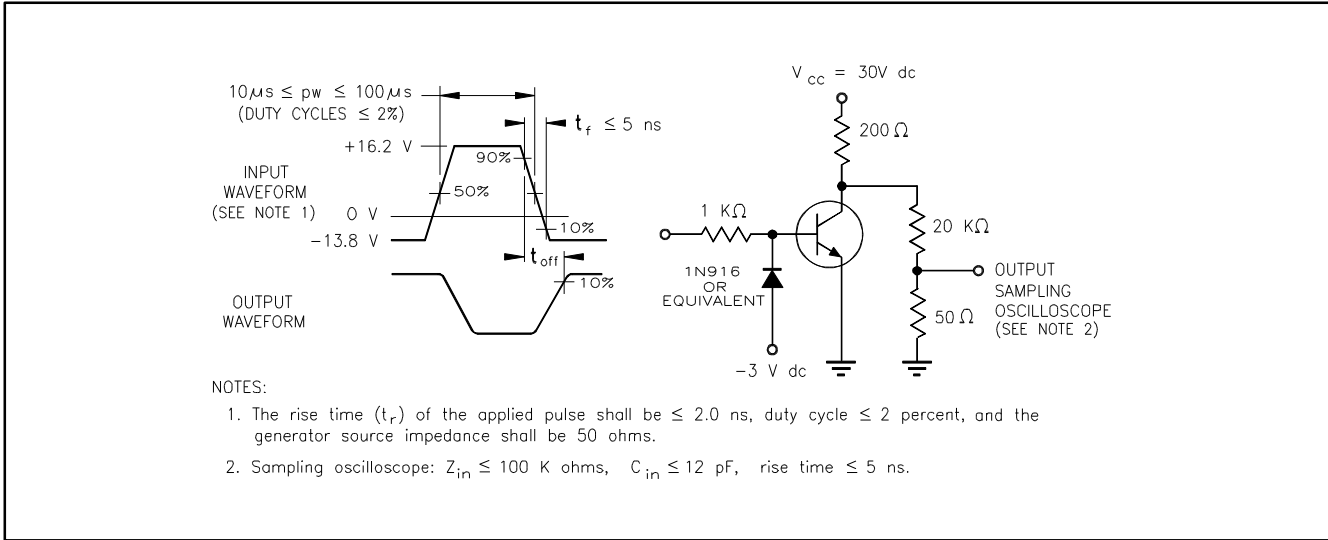 10μs ≤ pw ≤ 100μs
(DUTY CYCLES ≤ 2%)
t_f ≤ 5 ns
+16.2 V
90%
INPUT
WAVEFORM
(SEE NOTE 1)
50%
0 V
10%
-13.8 V
t_off
10%
OUTPUT
WAVEFORM
V_CC = 30V dc
200 Ω
1 KΩ
20 KΩ
1N916
OR
EQUIVALENT
OUTPUT
SAMPLING
OSCILLOSCOPE
(SEE NOTE 2)
50 Ω
-3 V dc
NOTES:
1. The rise time (t_r) of the applied pulse shall be ≤ 2.0 ns, duty cycle ≤ 2 percent, and the
generator source impedance shall be 50 ohms.
2. Sampling oscilloscope: Z_in ≤ 100 K ohms, C_in ≤ 12 pF, rise time ≤ 5 ns.